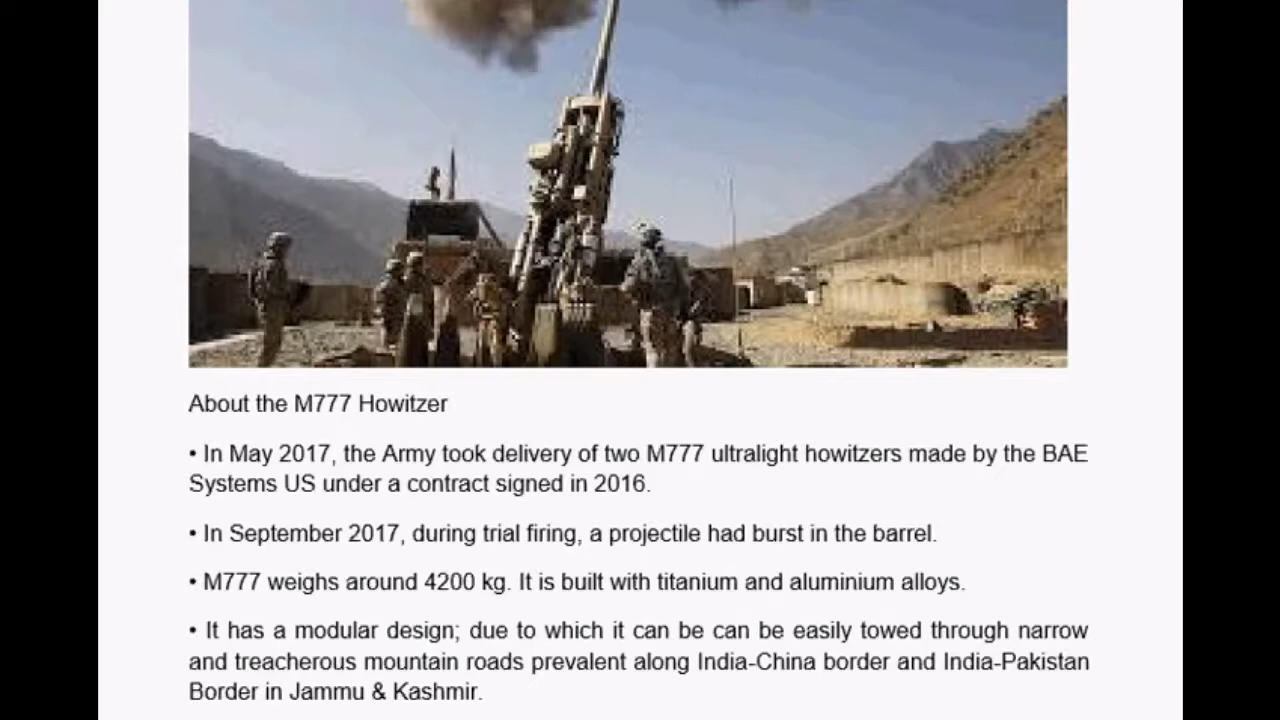 About the M777 Howitzer
• In May 2017, the Army took delivery of two M777 ultralight howitzers made by the BAE
Systems US under a contract signed in 2016.
• In September 2017, during trial firing, a projectile had burst in the barrel.
• M777 weighs around 4200 kg. It is built with titanium and aluminium alloys.
• It has a modular design; due to which it can be can be easily towed through narrow
and treacherous mountain roads prevalent along India-China border and India-Pakistan
Border in Jammu & Kashmir.